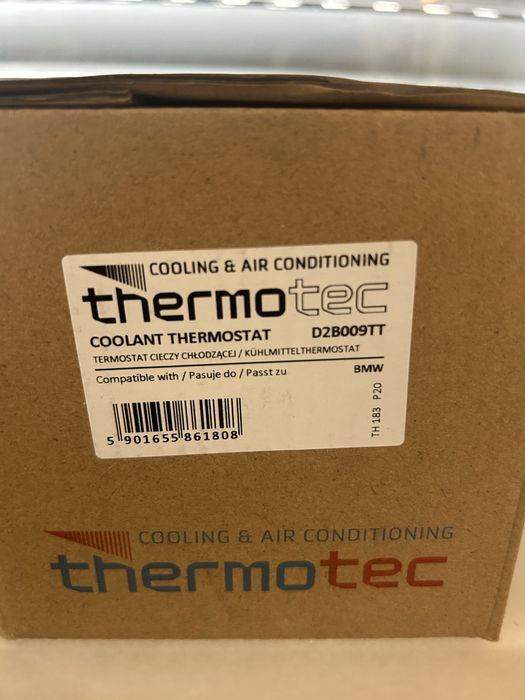 COOLING & AIR CONDITIONING
thermotec
COOLANT THERMOSTAT D2B009TT
TERMOSTAT CIECZY CHŁODZĄCEJ / KÜHLMITTELTHERMOSTAT
Compatible with / Pasuje do / Passt zu BMW
5 901655 861808
TH 183 P20
COOLING & AIR CONDITIONING
thermotec